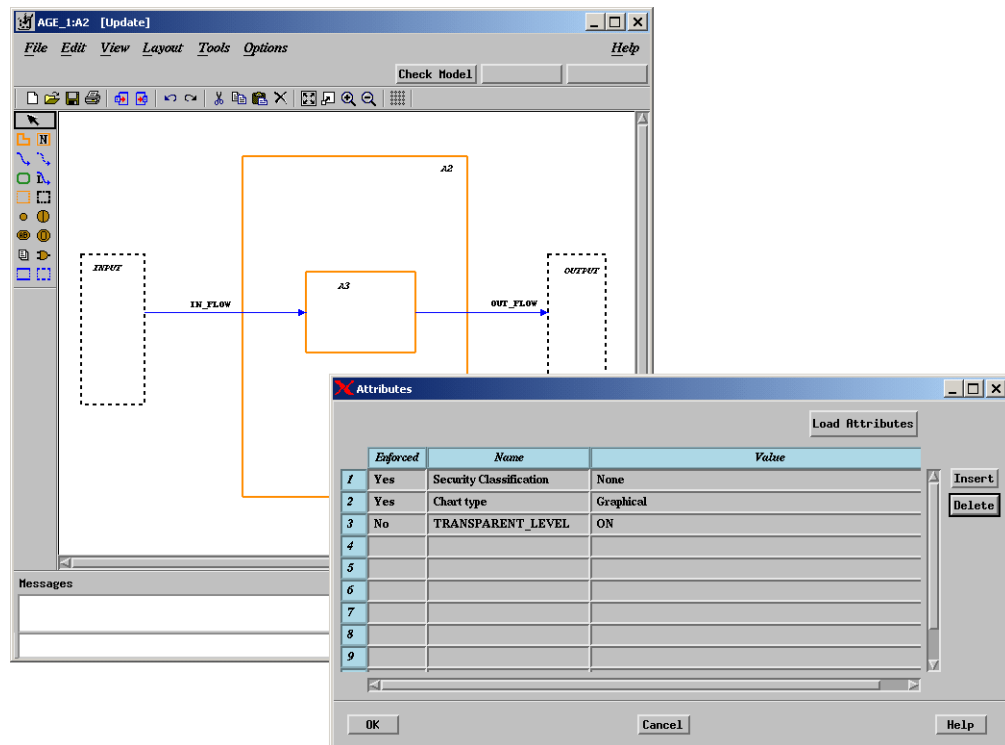 AGE_1:A2 [Update]
File Edit View Layout Tools Options Help
Check Model
N
A2
INPUT
OUTPUT
A3
IN_FLOW
OUT_FLOW
Messages
Attributes
Load Attributes
Enforced Name Value
1 Yes Security Classification None
2 Yes Chart type Graphical
3 No TRANSPARENT_LEVEL ON
4
5
6
7
8
9
Insert
Delete
OK Cancel Help